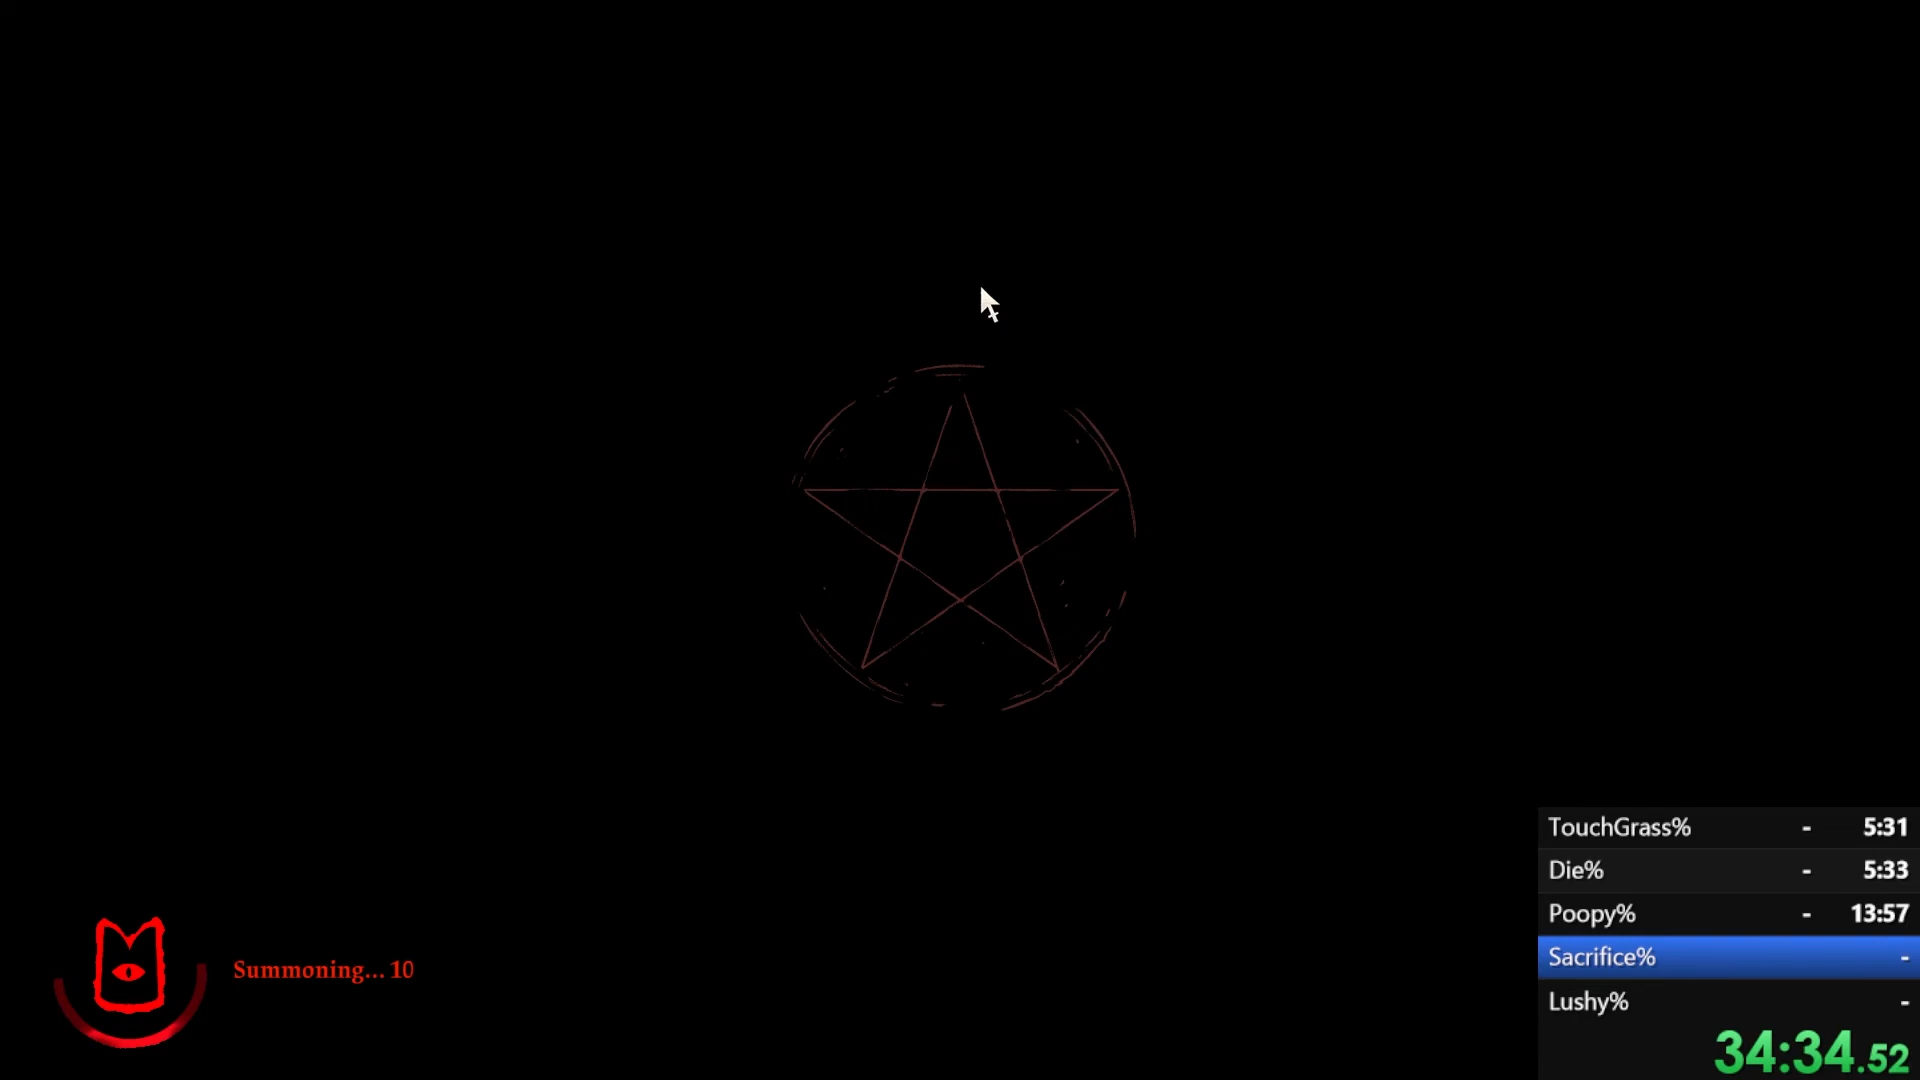 Summoning... 10
TouchGrass% - 5:31
Die% - 5:33
Poopy% - 13:57
Sacrifice% -
Lushy% -
34:34.52